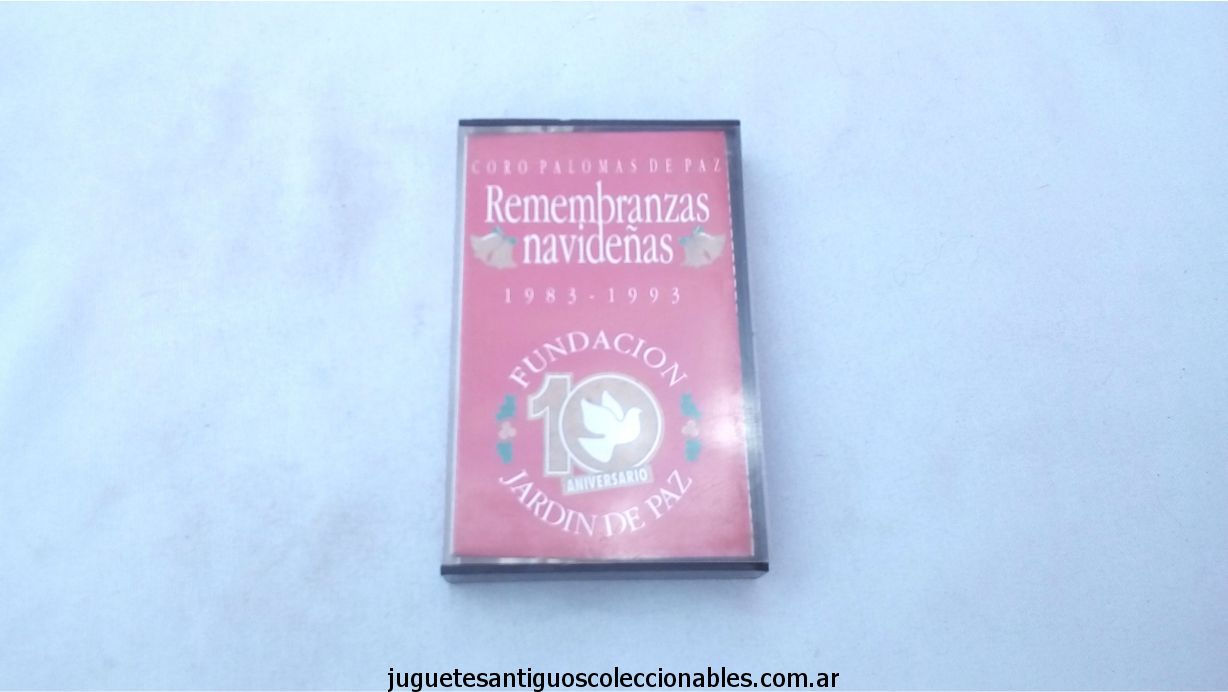 CORO PALOMAS DE PAZ
Remembranzas
navideñas
1983 - 1993
FUNDACION
10
ANIVERSARIO
JARDIN DE PAZ
juguetesantiguoscoleccionables.com.ar